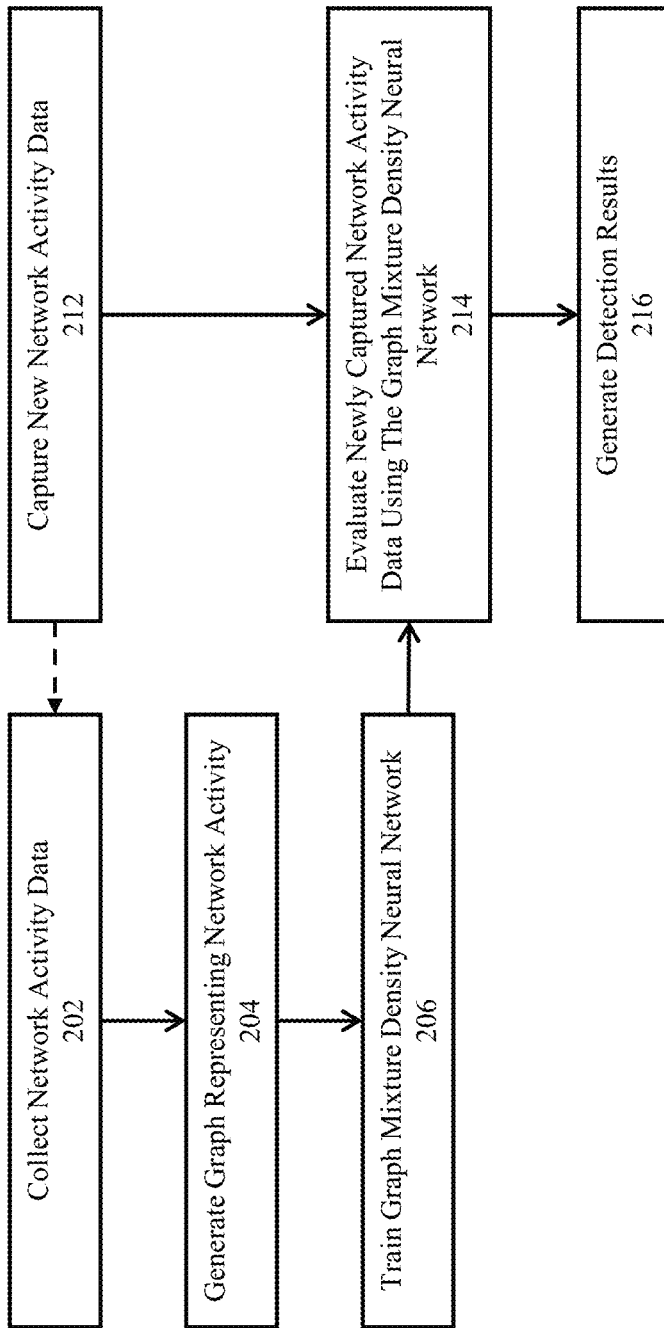 Collect Network Activity Data
202
Generate Graph Representing Network Activity
204
Train Graph Mixture Density Neural Network
206
Capture New Network Activity Data
212
Evaluate Newly Captured Network Activity
Data Using The Graph Mixture Density Neural
Network
214
Generate Detection Results
216